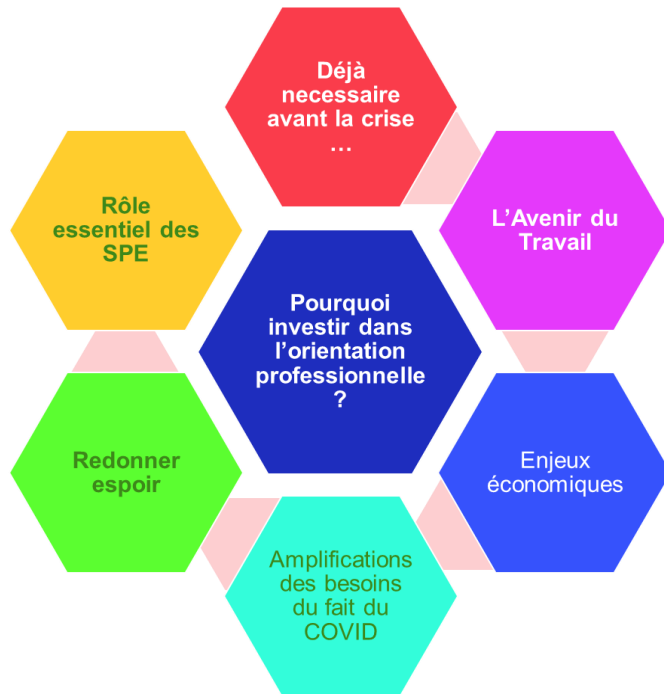 Déjà
necessaire
avant la crise
…
L’Avenir du
Travail
Enjeux
économiques
Amplifications
des besoins
du fait du
COVID
Redonner
espoir
Rôle
essentiel des
SPE
Pourquoi
investir dans
l’orientation
professionnelle
?